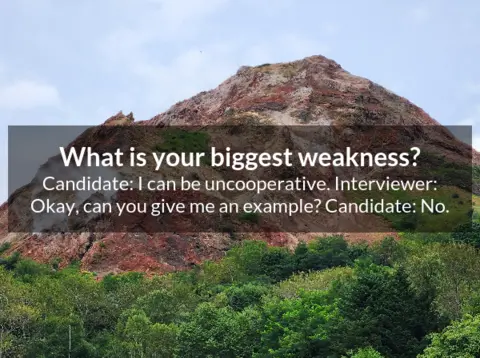 What is your biggest weakness?
Candidate: I can be uncooperative. Interviewer:
Okay, can you give me an example? Candidate: No.